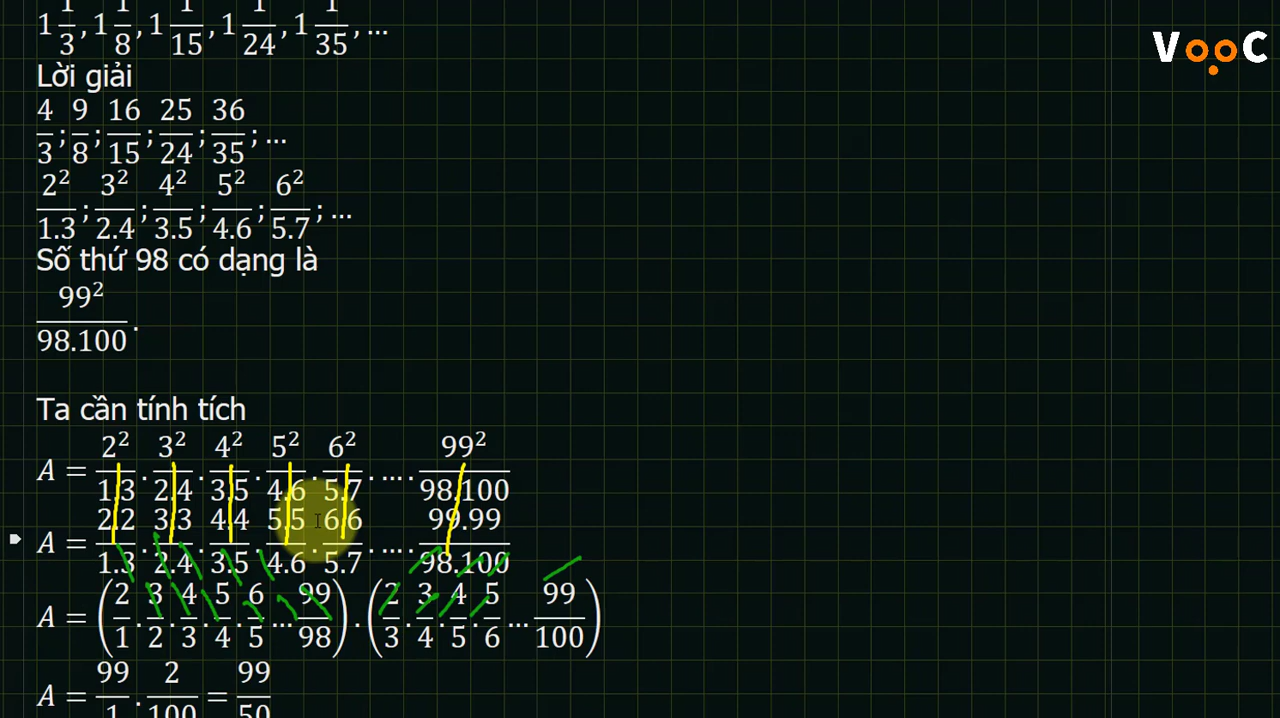 1 1/3, 1 1/8, 1 1/15, 1 1/24, 1 1/35, ...
VooC
Lời giải
4/3; 9/8; 16/15; 25/24; 36/35; ...
2²/1.3; 3²/2.4; 4²/3.5; 5²/4.6; 6²/5.7; ...
Số thứ 98 có dạng là
99²/98.100.
Ta cần tính tích
A = 2²/1.3 . 3²/2.4 . 4²/3.5 . 5²/4.6 . 6²/5.7 . ... . 99²/98.100
A = 2.2/1.3 . 3.3/2.4 . 4.4/3.5 . 5.5/4.6 . 6.6/5.7 . ... . 99.99/98.100
A = (2/1 . 3/2 . 4/3 . 5/4 . 6/5 ... 99/98) . (2/3 . 3/4 . 4/5 . 5/6 ... 99/100)
A = 99/1 . 2/100 = 99/50